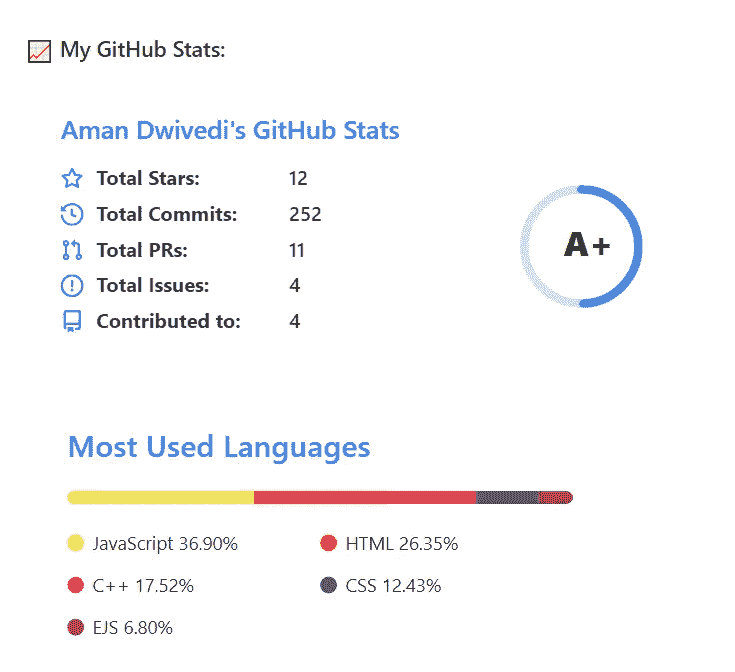 My GitHub Stats:
Aman Dwivedi's GitHub Stats
Total Stars: 12
Total Commits: 252
Total PRs: 11
Total Issues: 4
Contributed to: 4
A+
Most Used Languages
JavaScript 36.90% HTML 26.35%
C++ 17.52% CSS 12.43%
EJS 6.80%